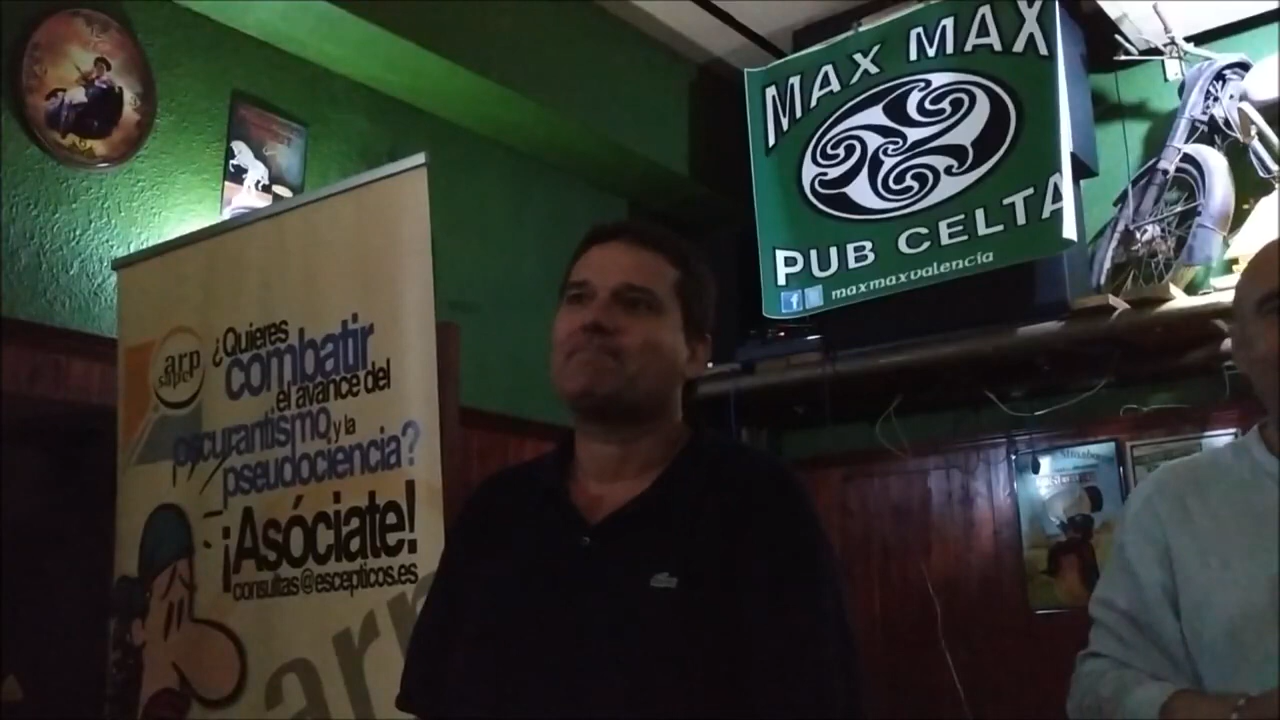 MAX MAX
PUB CELTA
f maxmaxvalencia
arp
sapc
¿Quieres
combatir
el avance del
oscurantismo y la
pseudociencia?
¡Asóciate!
consultas@escepticos.es
arp